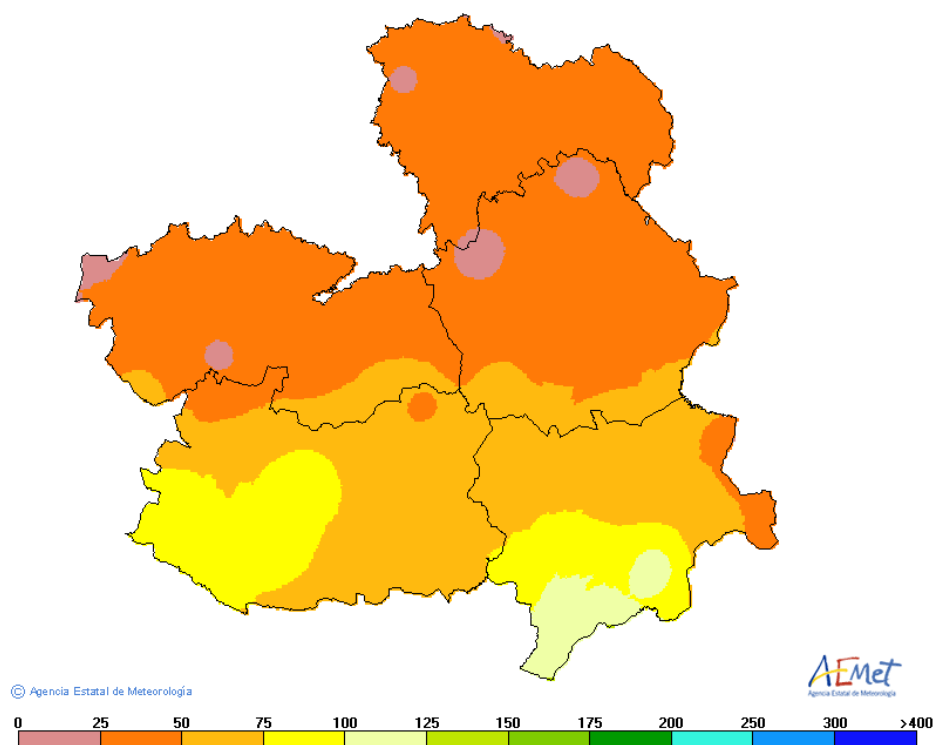 © Agencia Estatal de Meteorología
AEMet
Agencia Estatal de Meteorología
0 25 50 75 100 125 150 175 200 250 300 >400